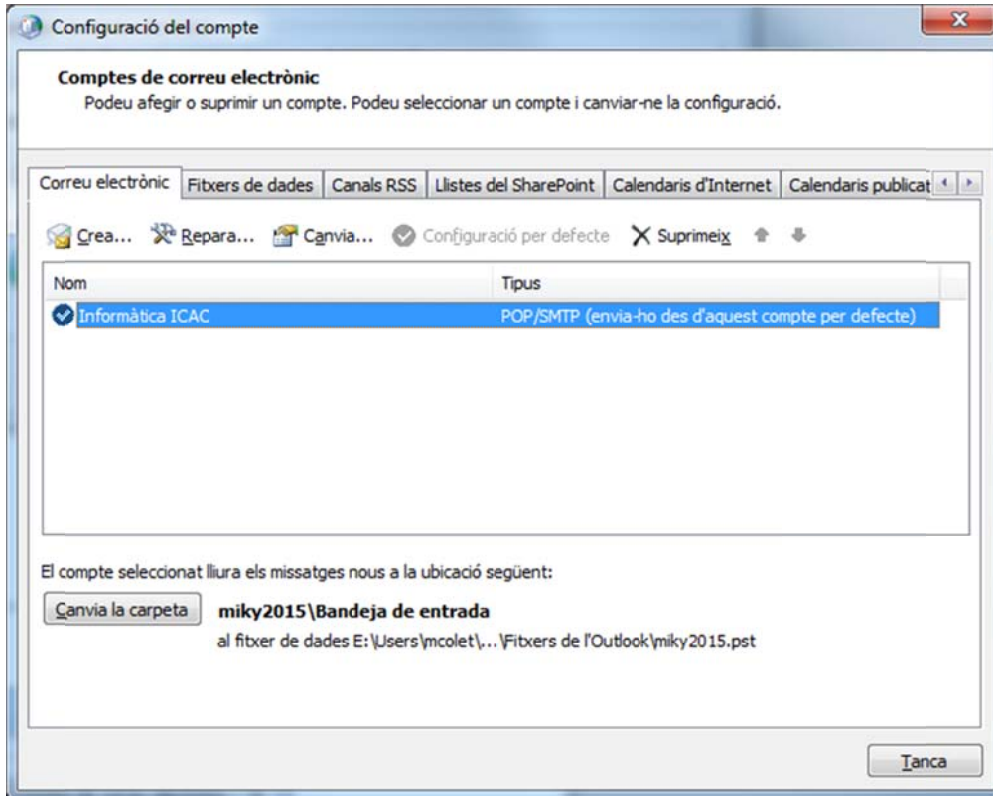 Configuració del compte
Comptes de correu electrònic
Podeu afegir o suprimir un compte. Podeu seleccionar un compte i canviar-ne la configuració.
Correu electrònic Fitxers de dades Canals RSS Llistes del SharePoint Calendaris d'Internet Calendaris publicat
Crea... Repara... Canvia... Configuració per defecte Suprimeix
Nom Tipus
Informàtica ICAC POP/SMTP (envia-ho des d'aquest compte per defecte)
El compte seleccionat lliura els missatges nous a la ubicació següent:
Canvia la carpeta miky2015\Bandeja de entrada
al fitxer de dades E:\Users\mcolet\... \Fitxers de l'Outlook\miky2015.pst
Tanca